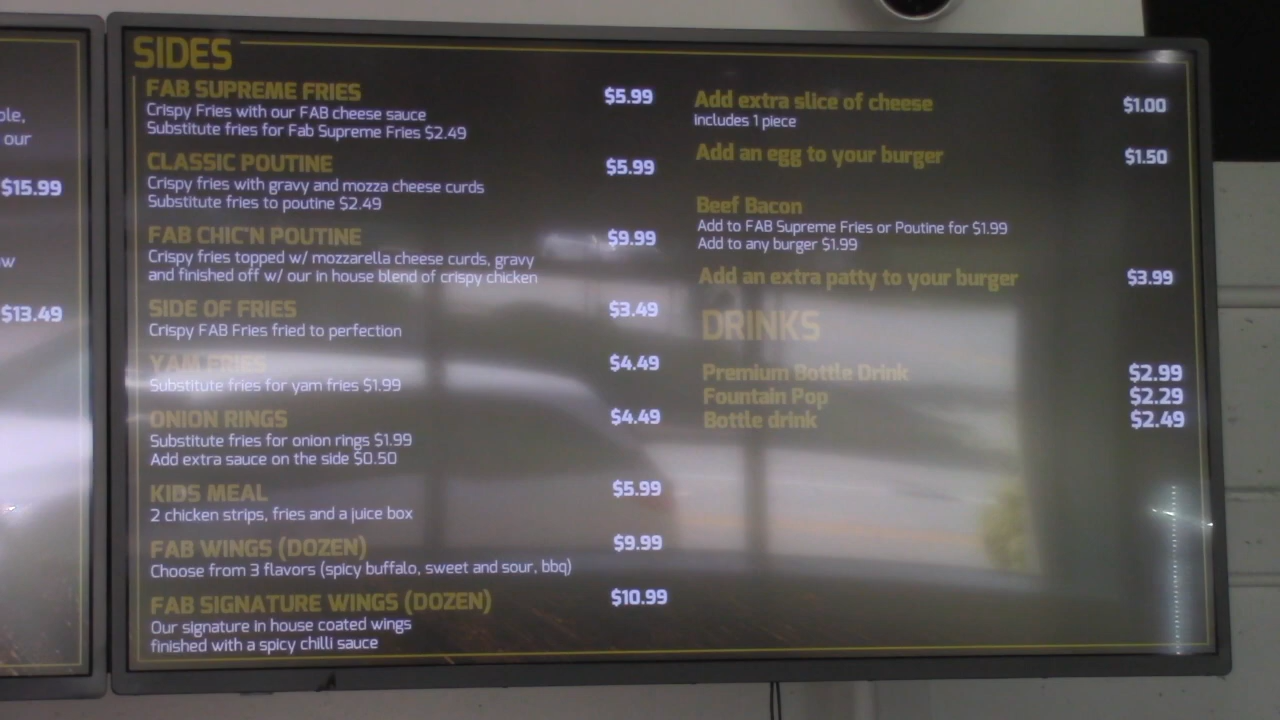 ble,
our
$15.99
$13.49
SIDES
FAB SUPREME FRIES $5.99
Crispy Fries with our FAB cheese sauce
Substitute fries for Fab Supreme Fries $2.49
CLASSIC POUTINE $5.99
Crispy fries with gravy and mozza cheese curds
Substitute fries to poutine $2.49
FAB CHIC'N POUTINE $9.99
Crispy fries topped w/ mozzarella cheese curds, gravy
and finished off w/ our in house blend of crispy chicken
SIDE OF FRIES $3.49
Crispy FAB Fries fried to perfection
YAM FRIES $4.49
Substitute fries for yam fries $1.99
ONION RINGS $4.49
Substitute fries for onion rings $1.99
Add extra sauce on the side $0.50
KIDS MEAL $5.99
2 chicken strips, fries and a juice box
FAB WINGS (DOZEN) $9.99
Choose from 3 flavors (spicy buffalo, sweet and sour, bbq)
FAB SIGNATURE WINGS (DOZEN) $10.99
Our signature in house coated wings
finished with a spicy chilli sauce
Add extra slice of cheese $1.00
includes 1 piece
Add an egg to your burger $1.50
Beef Bacon
Add to FAB Supreme Fries or Poutine for $1.99
Add to any burger $1.99
Add an extra patty to your burger $3.99
DRINKS
Premium Bottle Drink $2.99
Fountain Pop $2.29
Bottle drink $2.49